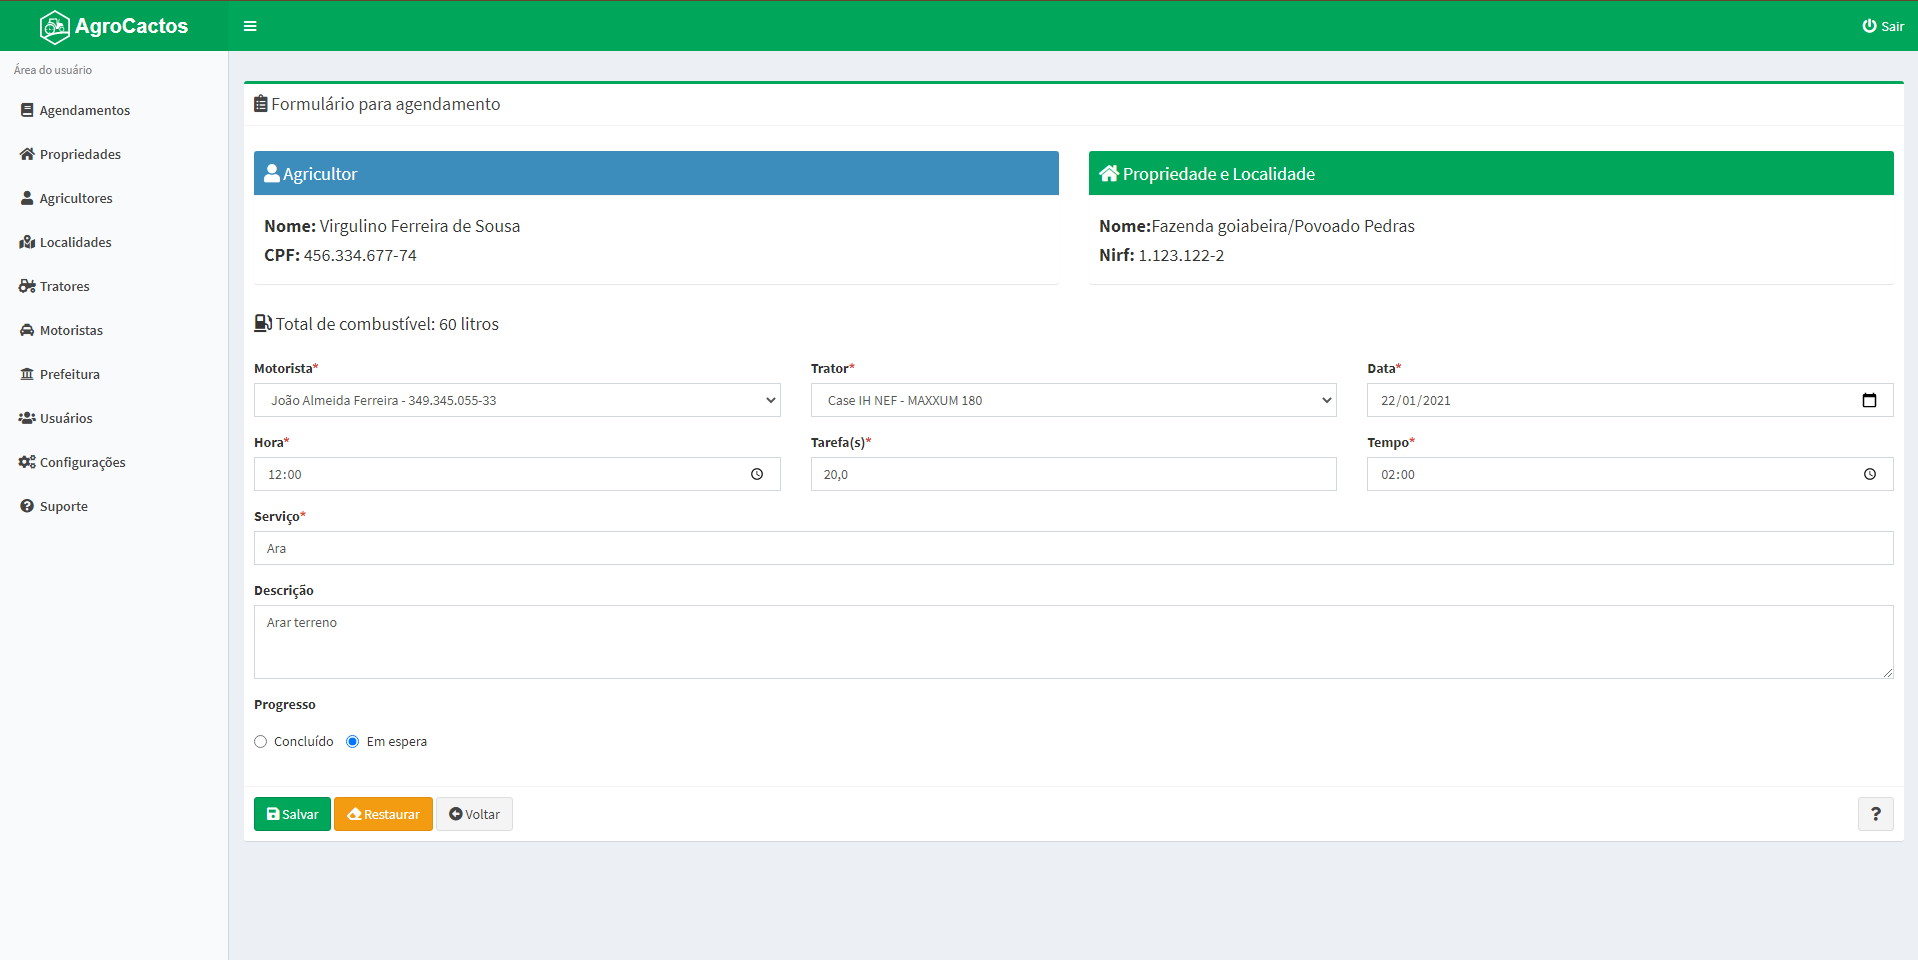 AgroCactos
Sair
Área do usuário
Agendamentos
Propriedades
Agricultores
Localidades
Tratores
Motoristas
Prefeitura
Usuários
Configurações
Suporte
Formulário para agendamento
Agricultor
Nome: Virgulino Ferreira de Sousa
CPF: 456.334.677-74
Propriedade e Localidade
Nome:Fazenda goiabeira/Povoado Pedras
Nirf: 1.123.122-2
Total de combustível: 60 litros
Motorista* Trator* Data*
João Almeida Ferreira - 349.345.055-33 Case IH NEF - MAXXUM 180 22/01/2021
Hora* Tarefa(s)* Tempo*
12:00 20,0 02:00
Serviço*
Ara
Descrição
Arar terreno
Progresso
Concluído Em espera
Salvar Restaurar Voltar ?